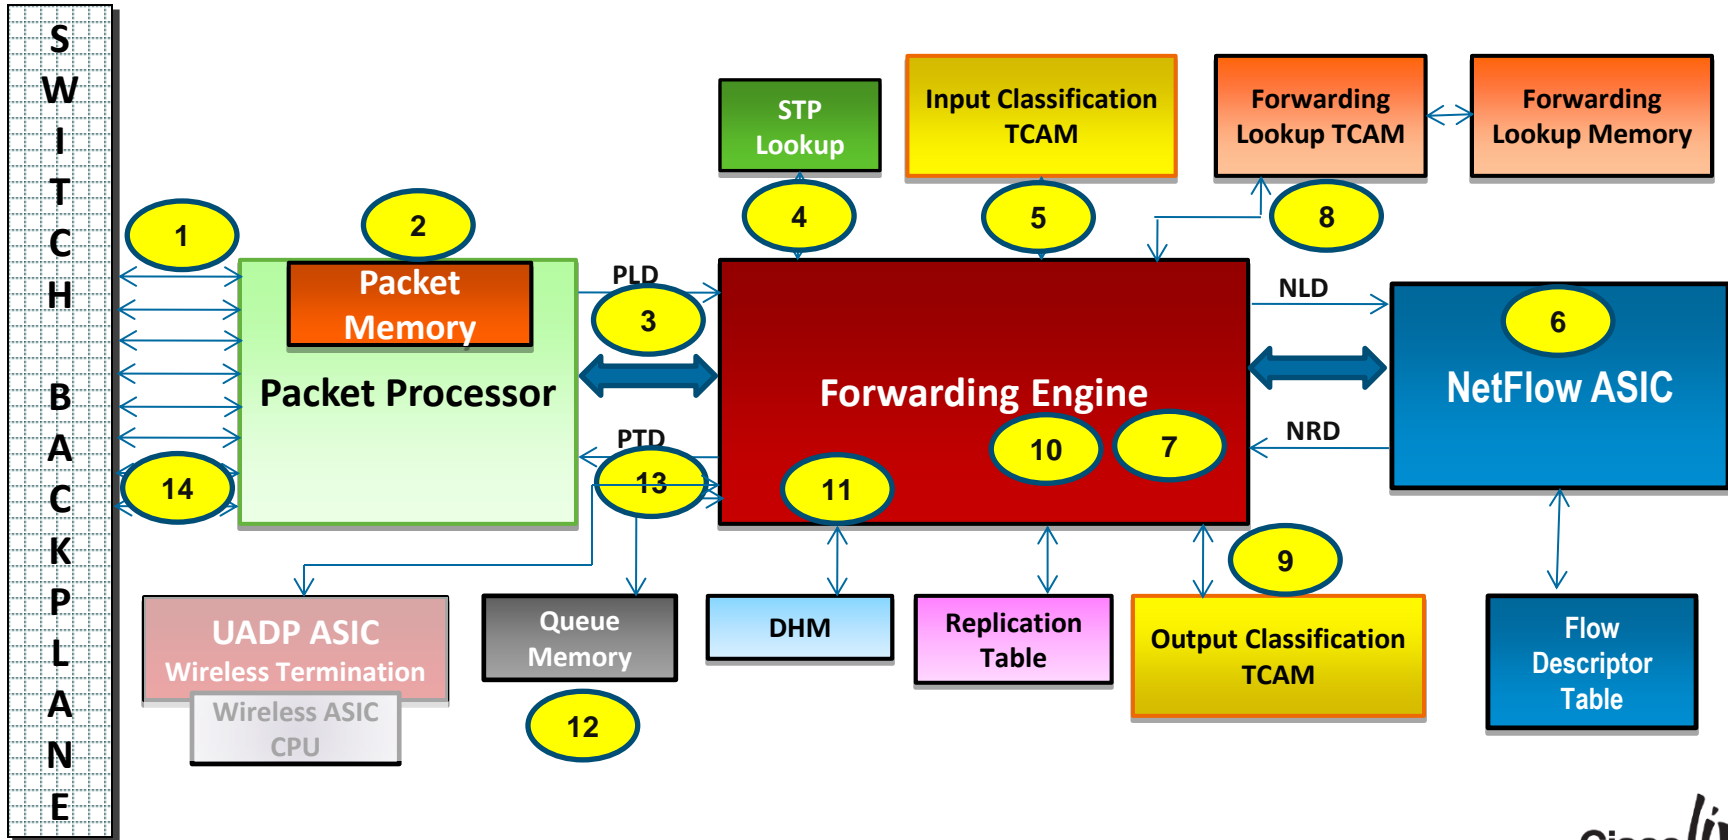 SWITCH BACKPLANE
STP
Lookup
Input Classification
TCAM
Forwarding
Lookup TCAM
Forwarding
Lookup Memory
1
2
4
5
8
Packet
Memory
PLD
3
NLD
6
Packet Processor
Forwarding Engine
NetFlow ASIC
PTD
10
7
NRD
14
13
11
9
UADP ASIC
Wireless Termination
Wireless ASIC
CPU
Queue
Memory
12
DHM
Replication
Table
Output Classification
TCAM
Flow
Descriptor
Table